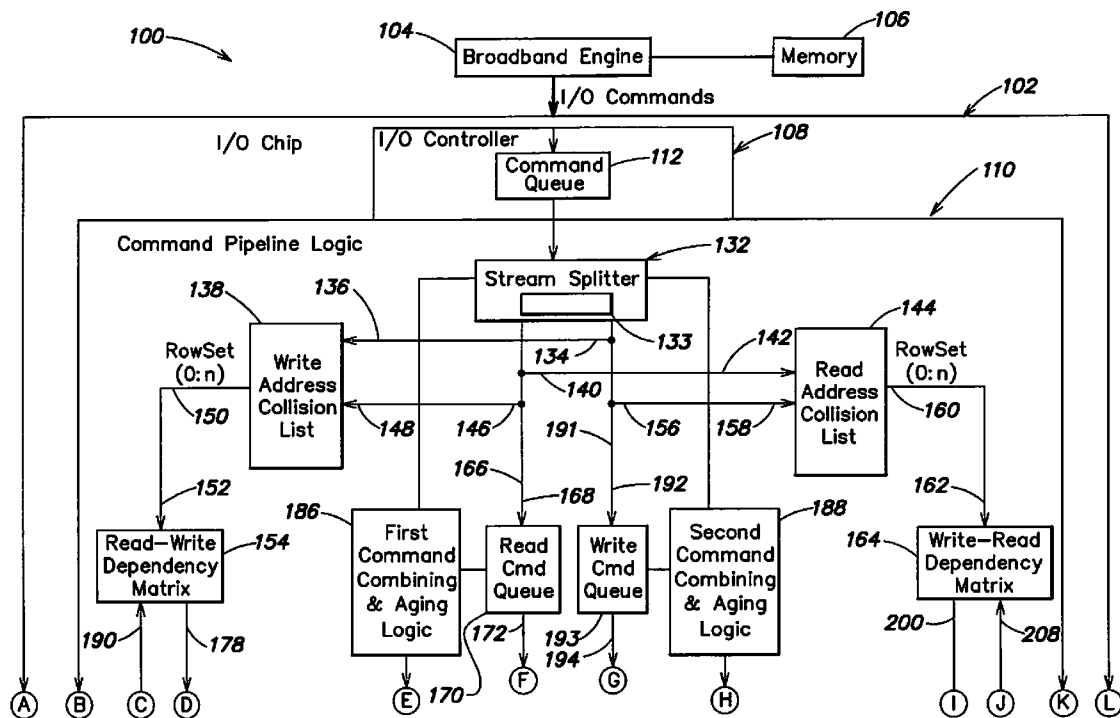 100
104
Broadband Engine
106
Memory
I/O Commands
102
I/O Chip
I/O Controller
108
112
Command
Queue
110
Command Pipeline Logic
132
Stream Splitter
133
138
136
134
142
144
RowSet
(0:n)
150
Write
Address
Collision
List
140
Read
Address
Collision
List
RowSet
(0:n)
160
148
146
191
156
158
152
166
168
192
162
186
188
Read-Write
Dependency
Matrix
154
First
Command
Combining
& Aging
Logic
Read
Cmd
Queue
Write
Cmd
Queue
Second
Command
Combining
& Aging
Logic
164
Write-Read
Dependency
Matrix
190
178
172
193
194
200
208
170
A
B
C
D
E
F
G
H
I
J
K
L